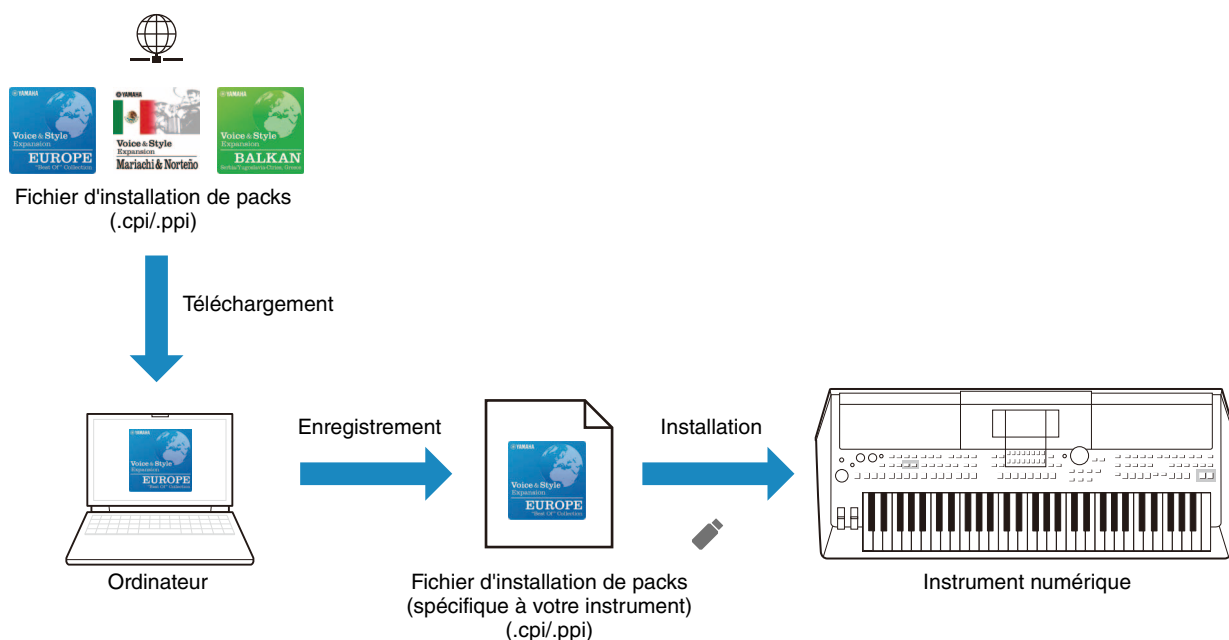 YAMAHA
Voice & Style
Expansion
EUROPE
"Best Of" Collection
YAMAHA
Voice & Style
Expansion
Mariachi & Norteño
YAMAHA
Voice & Style
Expansion
BALKAN
Fichier d'installation de packs
(.cpi/.ppi)
Téléchargement
YAMAHA
Voice & Style
Expansion
EUROPE
"Best Of" Collection
Ordinateur
Enregistrement
YAMAHA
Voice & Style
Expansion
EUROPE
"Best Of" Collection
Fichier d'installation de packs
(spécifique à votre instrument)
(.cpi/.ppi)
Installation
Instrument numérique